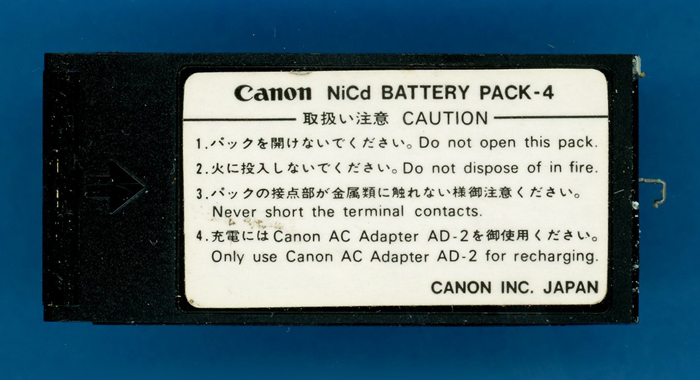 Canon NiCd BATTERY PACK-4
取扱い注意 CAUTION
1. パックを開けないでください。Do not open this pack.
2. 火に投入しないでください。Do not dispose of in fire.
3. パックの接点部が金属類に触れない様御注意ください。
Never short the terminal contacts.
4. 充電にはCanon AC Adapter AD-2を御使用ください。
Only use Canon AC Adapter AD-2 for recharging.
CANON INC. JAPAN